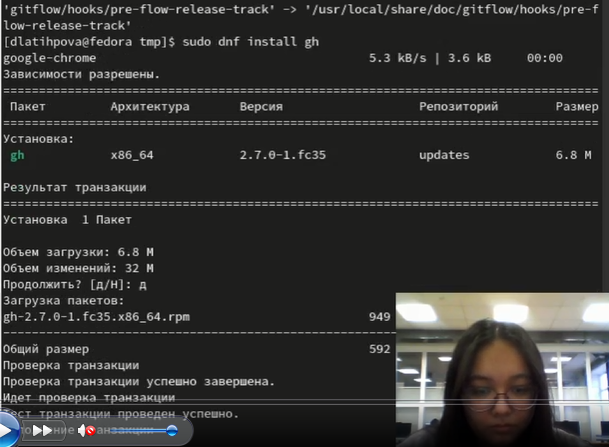 'gitflow/hooks/pre-flow-release-track' -> '/usr/local/share/doc/gitflow/hooks/pre-f
low-release-track'
[dlatihpova@fedora tmp]$ sudo dnf install gh
google-chrome 5.3 kB/s | 3.6 kB 00:00
Зависимости разрешены.
Пакет Архитектура Версия Репозиторий Размер
Установка:
gh x86_64 2.7.0-1.fc35 updates 6.8 M
Результат транзакции
Установка 1 Пакет
Объем загрузки: 6.8 M
Объем изменений: 32 M
Продолжить? [д/Н]: д
Загрузка пакетов:
gh-2.7.0-1.fc35.x86_64.rpm 949
Общий размер 592
Проверка транзакции
Проверка транзакции успешно завершена.
Идет проверка транзакции
Тест транзакции проведен успешно.
транзакции